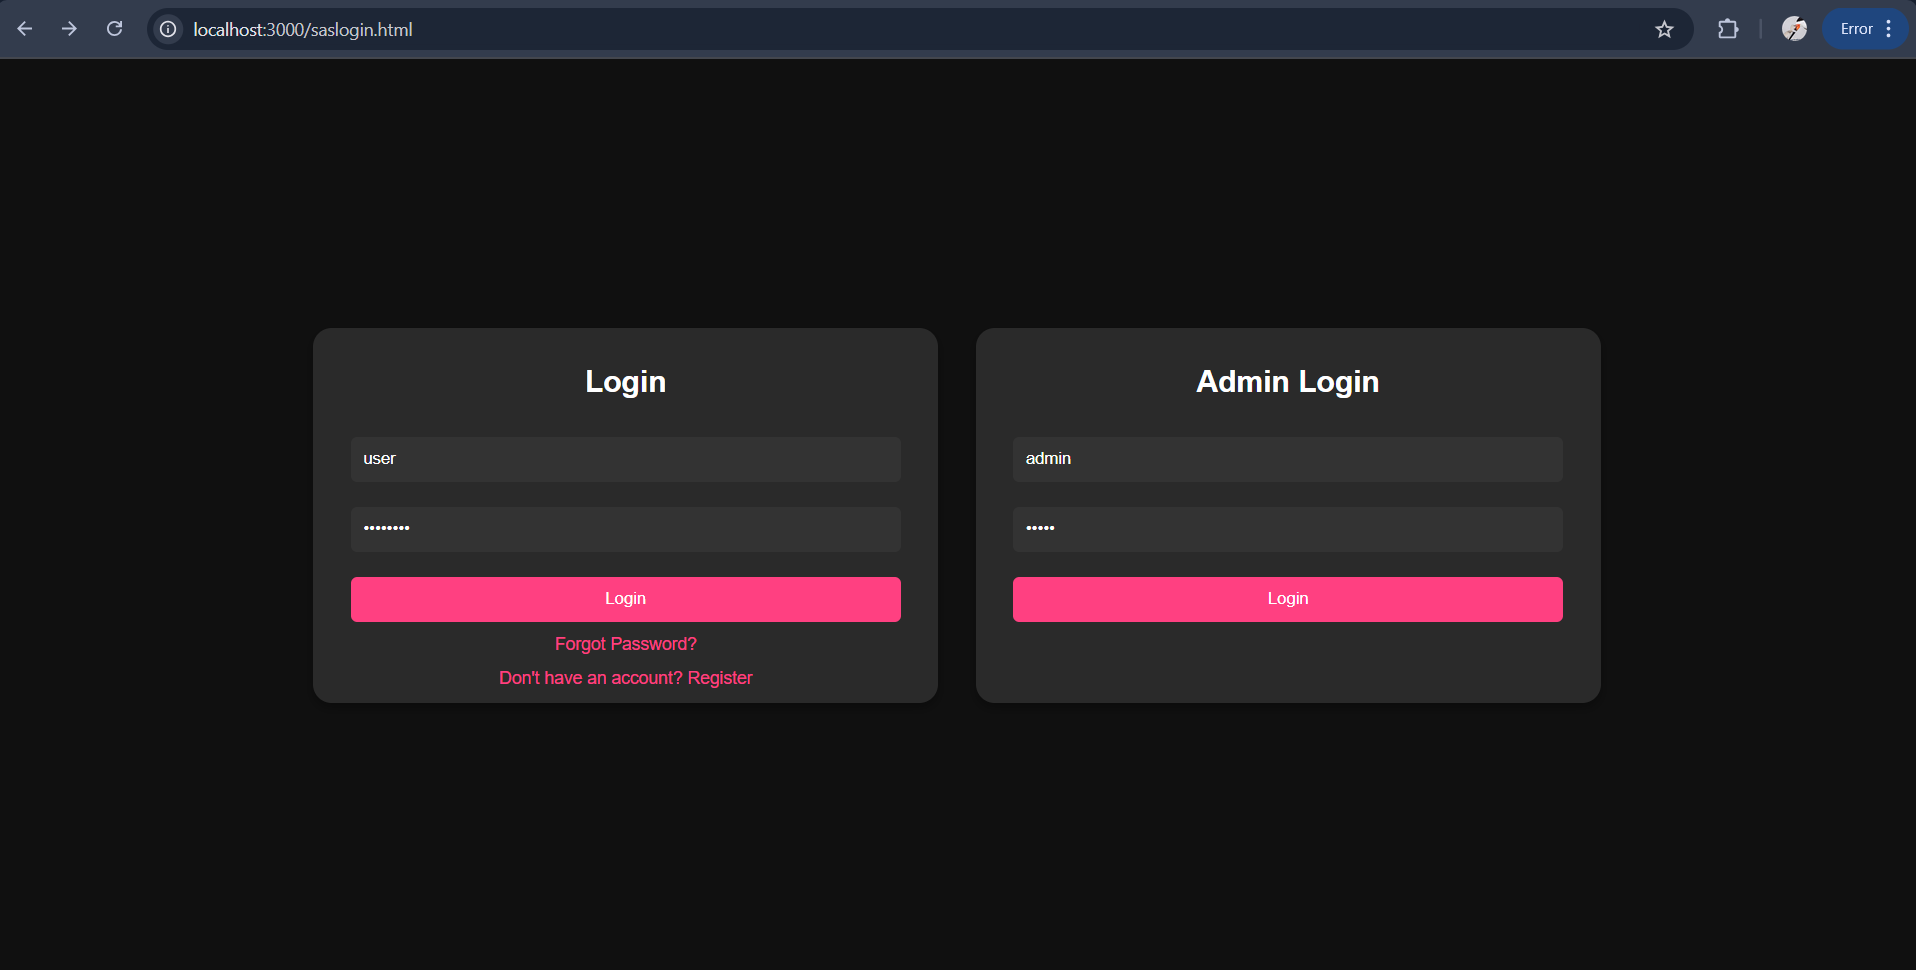 localhost:3000/saslogin.html
Error
Login
user
••••••••
Login
Forgot Password?
Don't have an account? Register
Admin Login
admin
•••••
Login